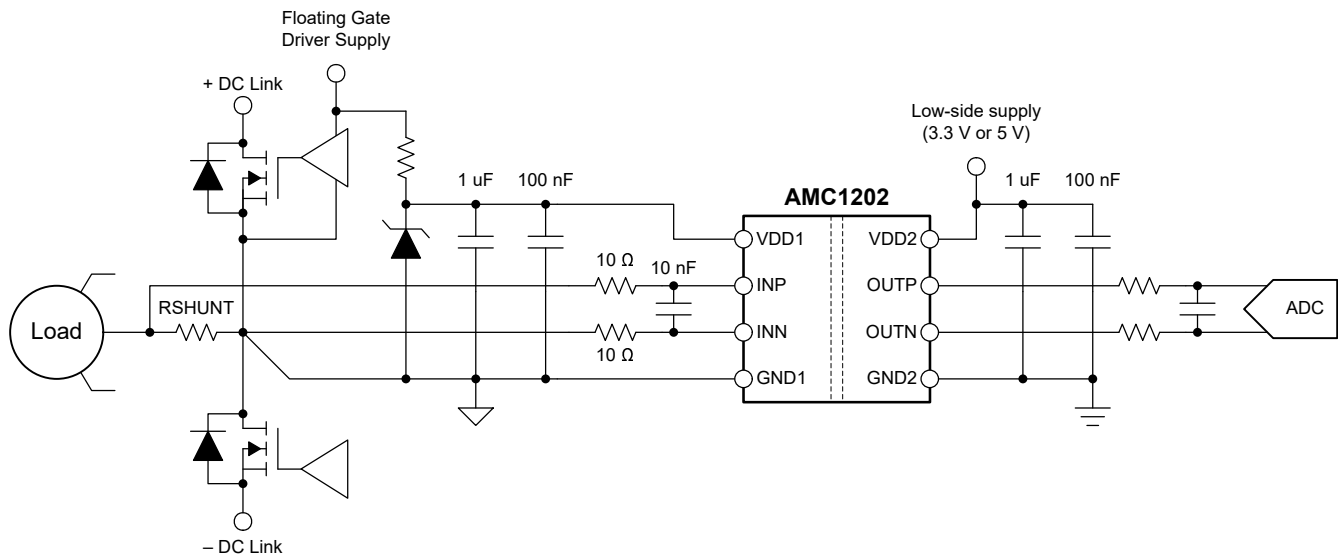 Floating Gate
Driver Supply
+ DC Link
Low-side supply
(3.3 V or 5 V)
1 uF
100 nF
1 uF
100 nF
AMC1202
VDD1
VDD2
10 Ω
10 nF
INP
OUTP
RSHUNT
Load
ADC
INN
OUTN
10 Ω
GND1
GND2
– DC Link